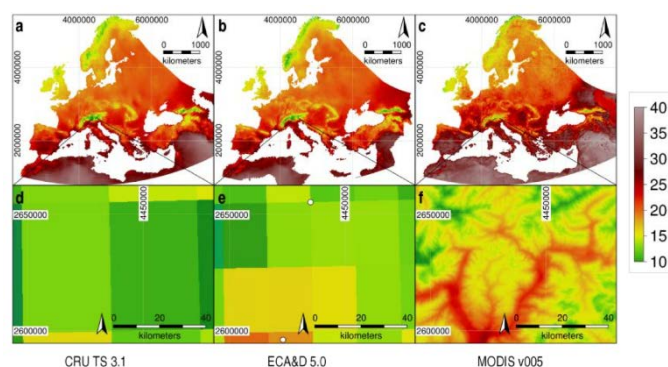 4000000 6000000 4000000 6000000 4000000 6000000
a b c
0 1000 0 1000 0 1000
kilometers kilometers kilometers
4000000
2000000
40
35
30
25
20
15
10
d e f
4450000 4450000 4450000
2650000 2650000 2650000
0 20 40 0 20 40 0 20 40
kilometers kilometers kilometers
2600000 2600000 2600000
CRU TS 3.1 ECA&D 5.0 MODIS v005